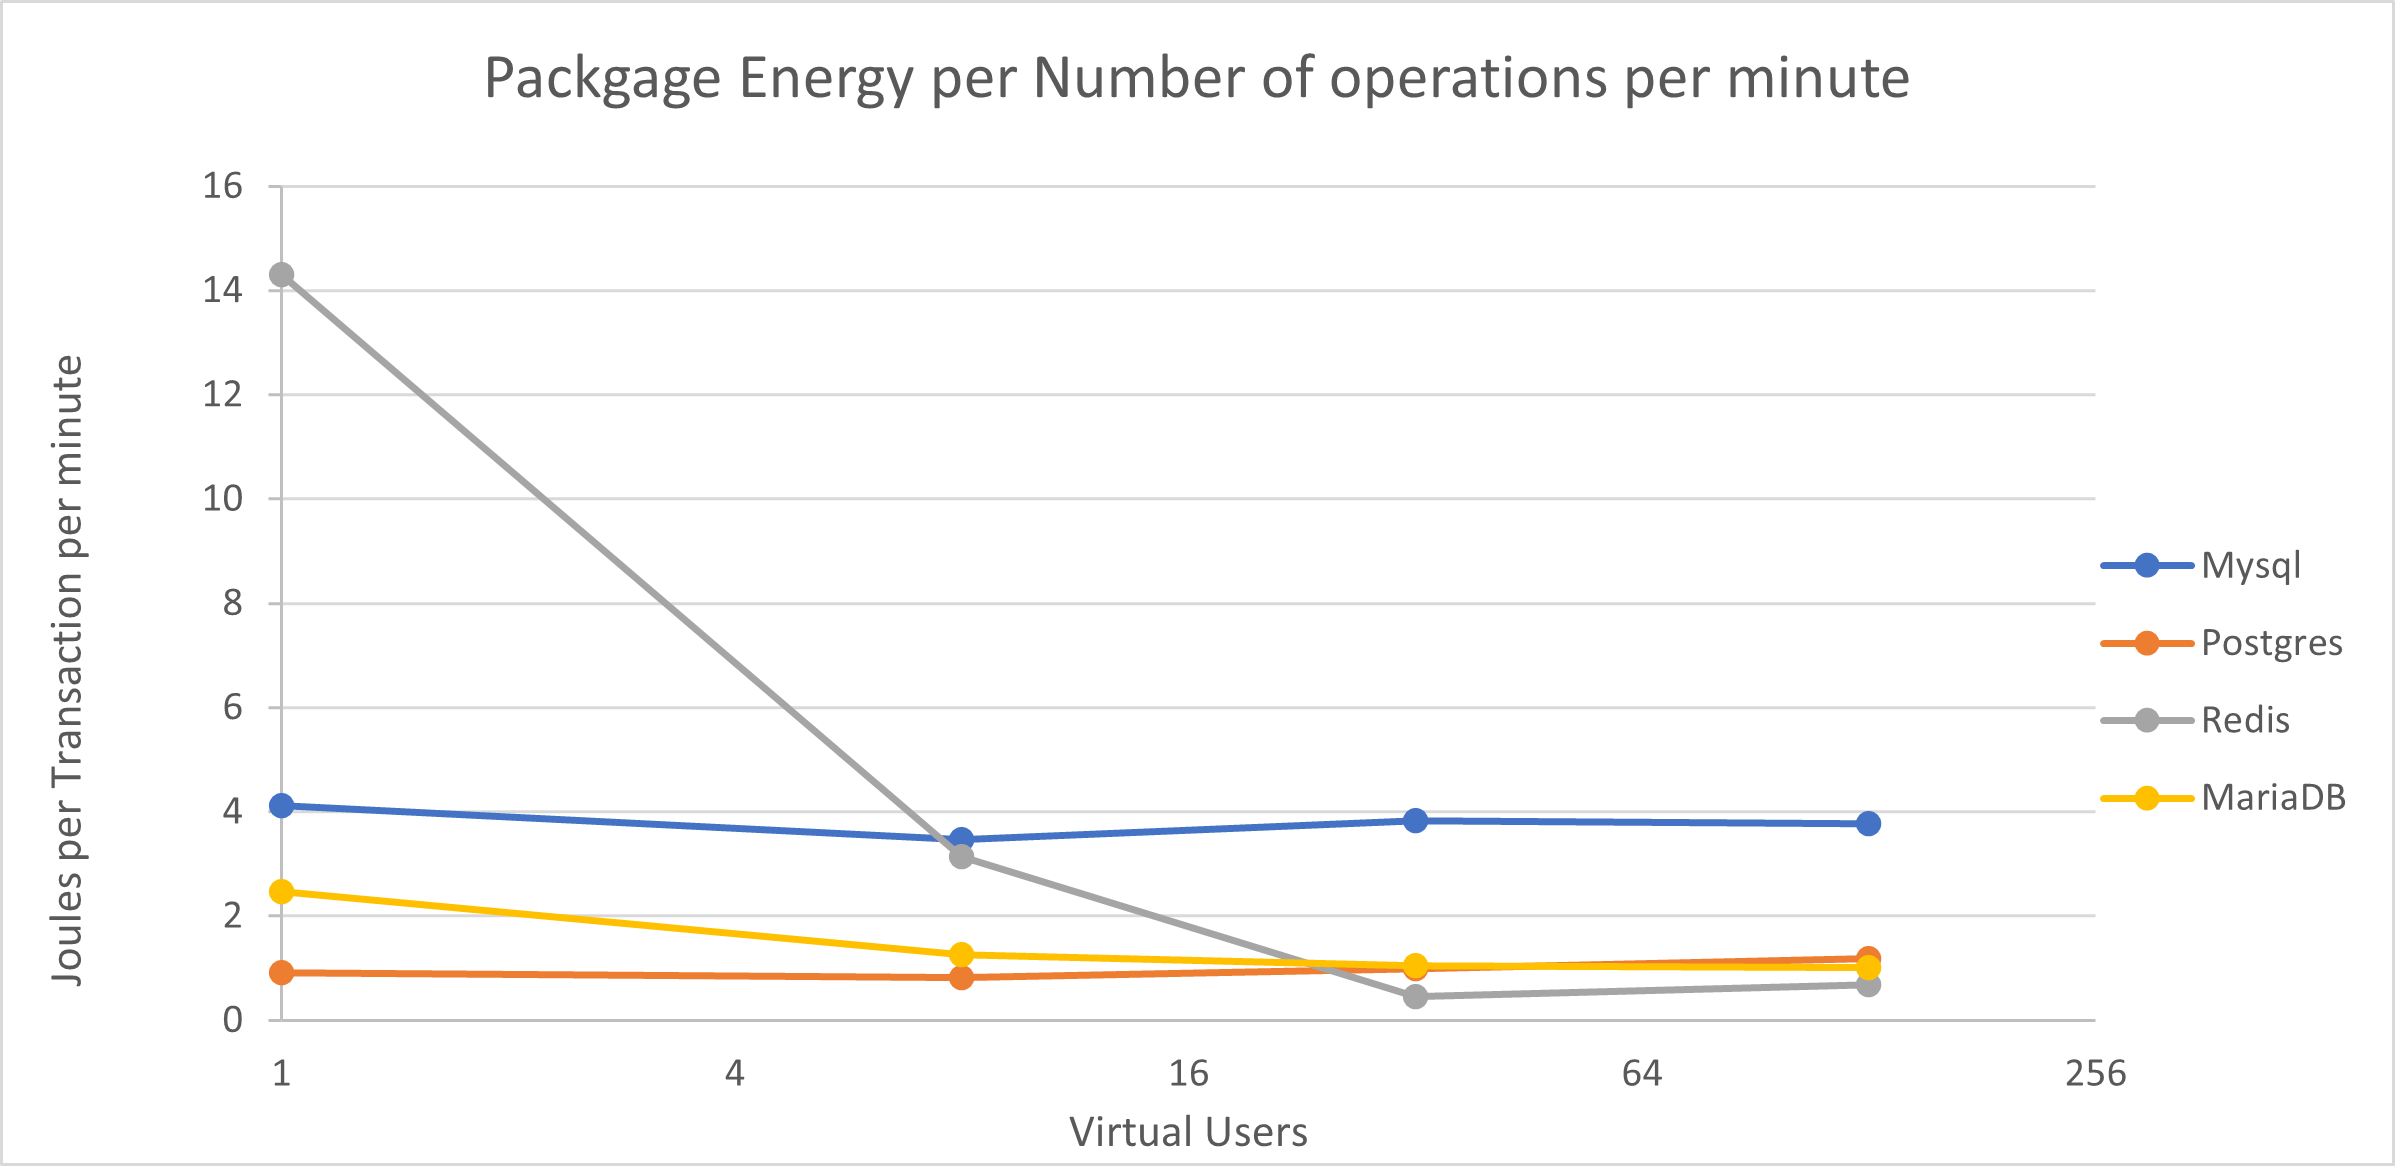 Packgage Energy per Number of operations per minute
16
14
12
10
8
6
4
2
0
Joules per Transaction per minute
1 4 16 64 256
Virtual Users
Mysql
Postgres
Redis
MariaDB